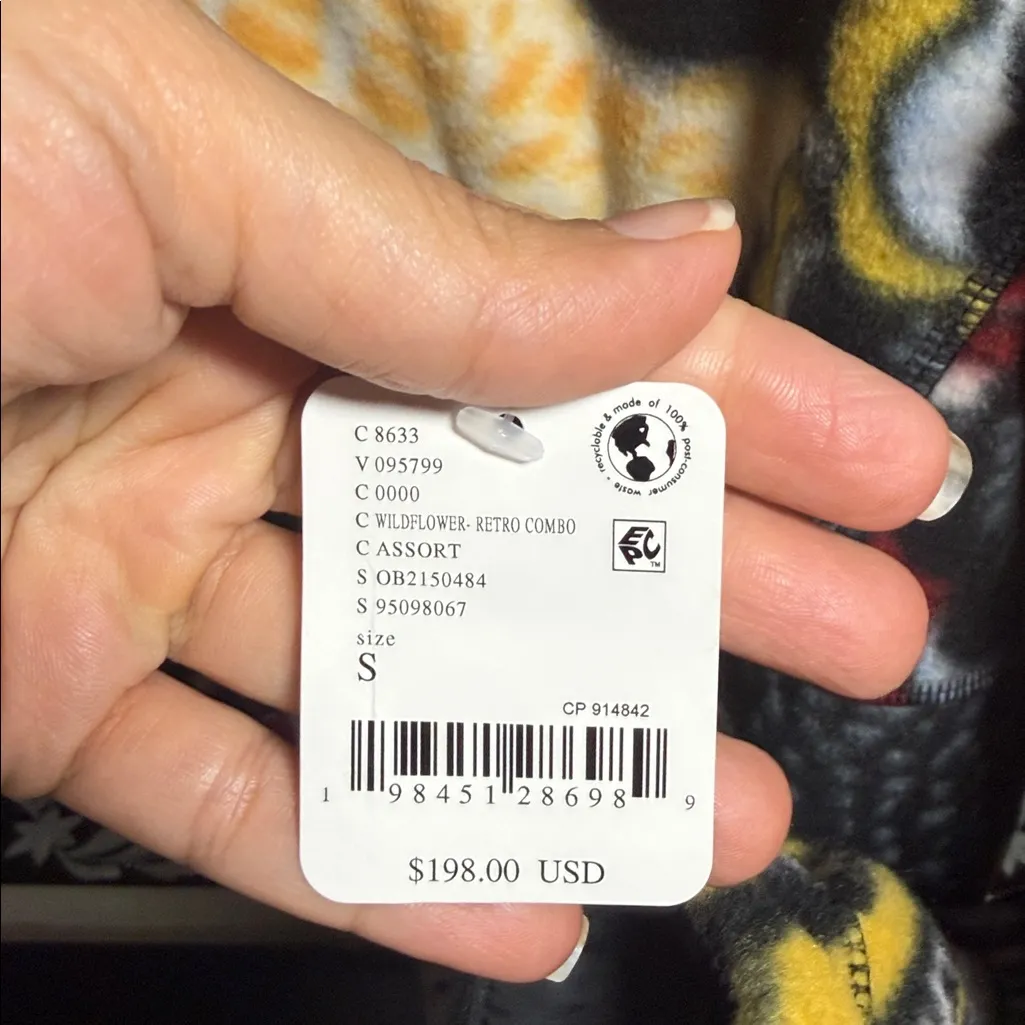 C 8633
V 095799
C 0000
C WILDFLOWER- RETRO COMBO
C ASSORT
S OB2150484
S 95098067
size
S
recyclable & made of 100% post-consumer waste •
EPC™
CP 914842
1 98451 28698 9
$198.00 USD